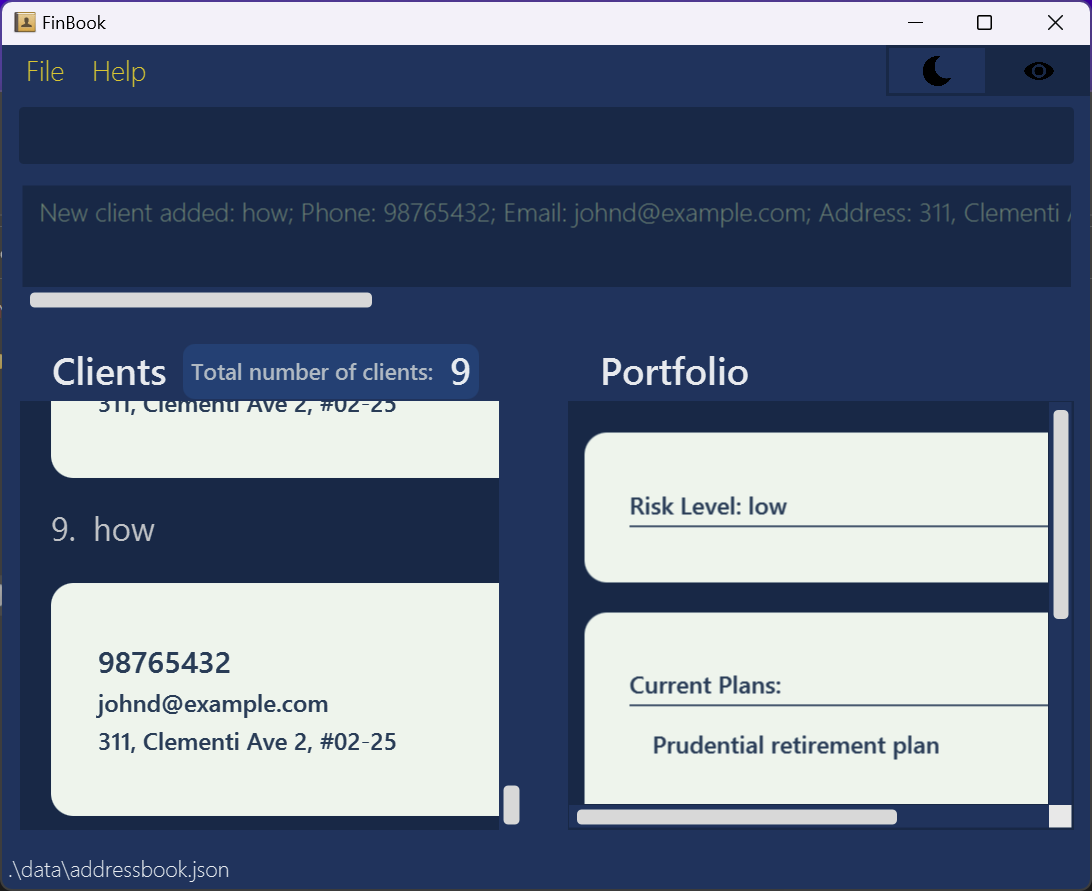 FinBook
File Help
New client added: how; Phone: 98765432; Email: johnd@example.com; Address: 311, Clementi
Clients Total number of clients: 9
Portfolio
311, Clementi Ave 2, #02-25
9. how
98765432
johnd@example.com
311, Clementi Ave 2, #02-25
Risk Level: low
Current Plans:
Prudential retirement plan
.\data\addressbook.json